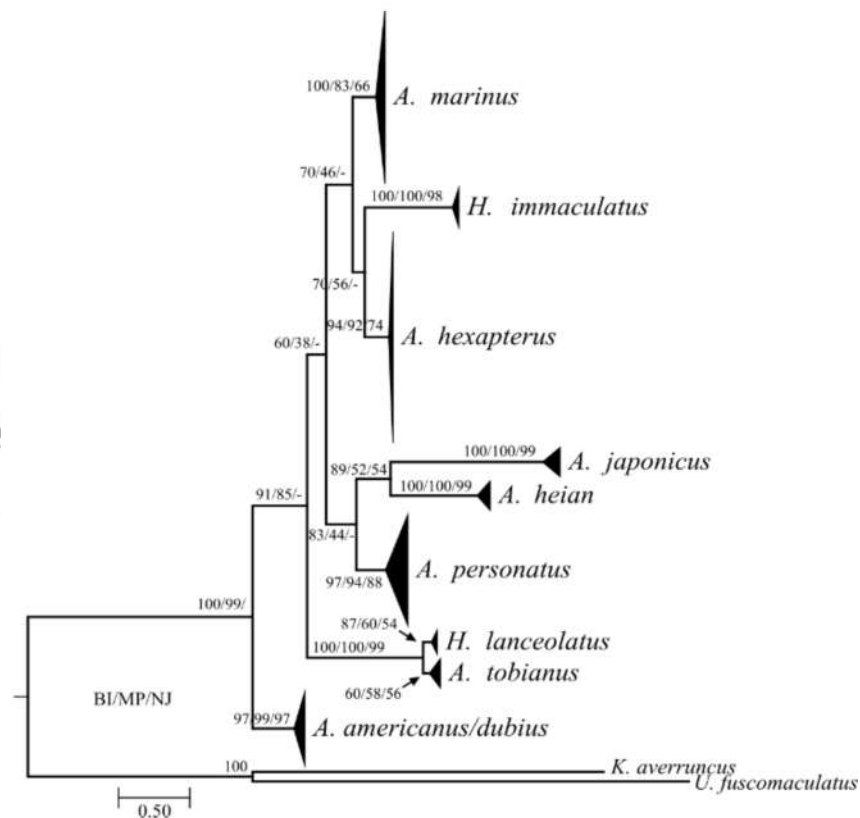 100/83/66
A. marinus
70/46/-
100/100/98
H. immaculatus
70/56/-
94/92/74
A. hexapterus
60/38/-
100/100/99
A. japonicus
89/52/54
100/100/99
A. heian
91/85/-
83/44/-
97/94/88
A. personatus
100/99/
87/60/54
H. lanceolatus
100/100/99
A. tobianus
60/58/56
BI/MP/NJ
97/99/97
A. americanus/dubius
100
K. averruncus
U. fuscomaculatus
0.50